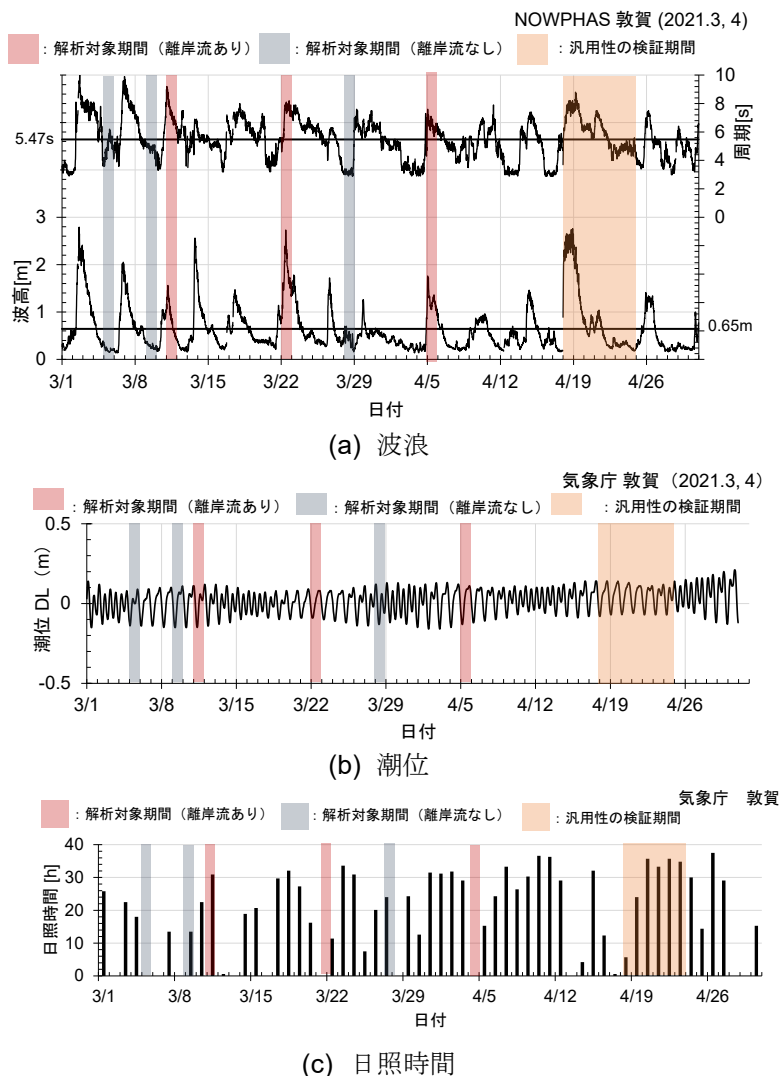 NOWPHAS 敦賀 (2021.3, 4)
：解析対象期間（離岸流あり） ：解析対象期間（離岸流なし） ：汎用性の検証期間
10
8
5.47s 6 周期[s]
4
2
3 0
2
波高[m]
1 0.65m
0
3/1 3/8 3/15 3/22 3/29 4/5 4/12 4/19 4/26
日付
(a) 波浪
気象庁 敦賀（2021.3, 4）
：解析対象期間（離岸流あり） ：解析対象期間（離岸流なし） ：汎用性の検証期間
0.5
潮位 DL（m）
0
-0.5
3/1 3/8 3/15 3/22 3/29 4/5 4/12 4/19 4/26
日付
(b) 潮位
気象庁 敦賀
：解析対象期間（離岸流あり） ：解析対象期間（離岸流なし） ：汎用性の検証期間
40
30
日照時間 [h]
20
10
0
3/1 3/8 3/15 3/22 3/29 4/5 4/12 4/19 4/26
日付
(c) 日照時間